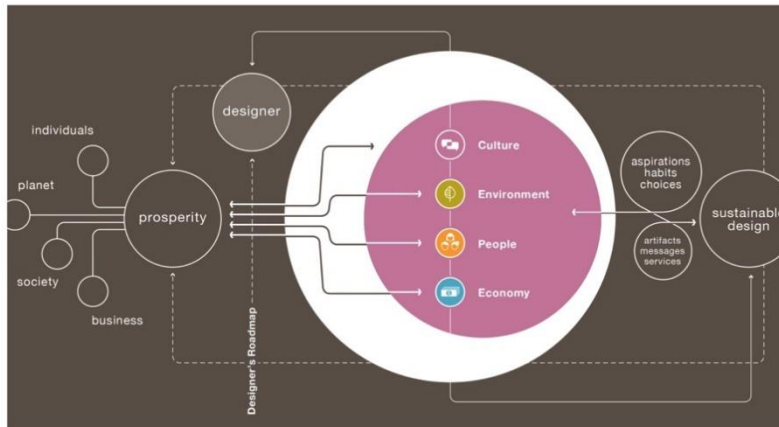 individuals
planet
society
business
prosperity
designer
Designer's Roadmap
Culture
Environment
People
Economy
aspirations
habits
choices
artifacts
messages
services
sustainable
design